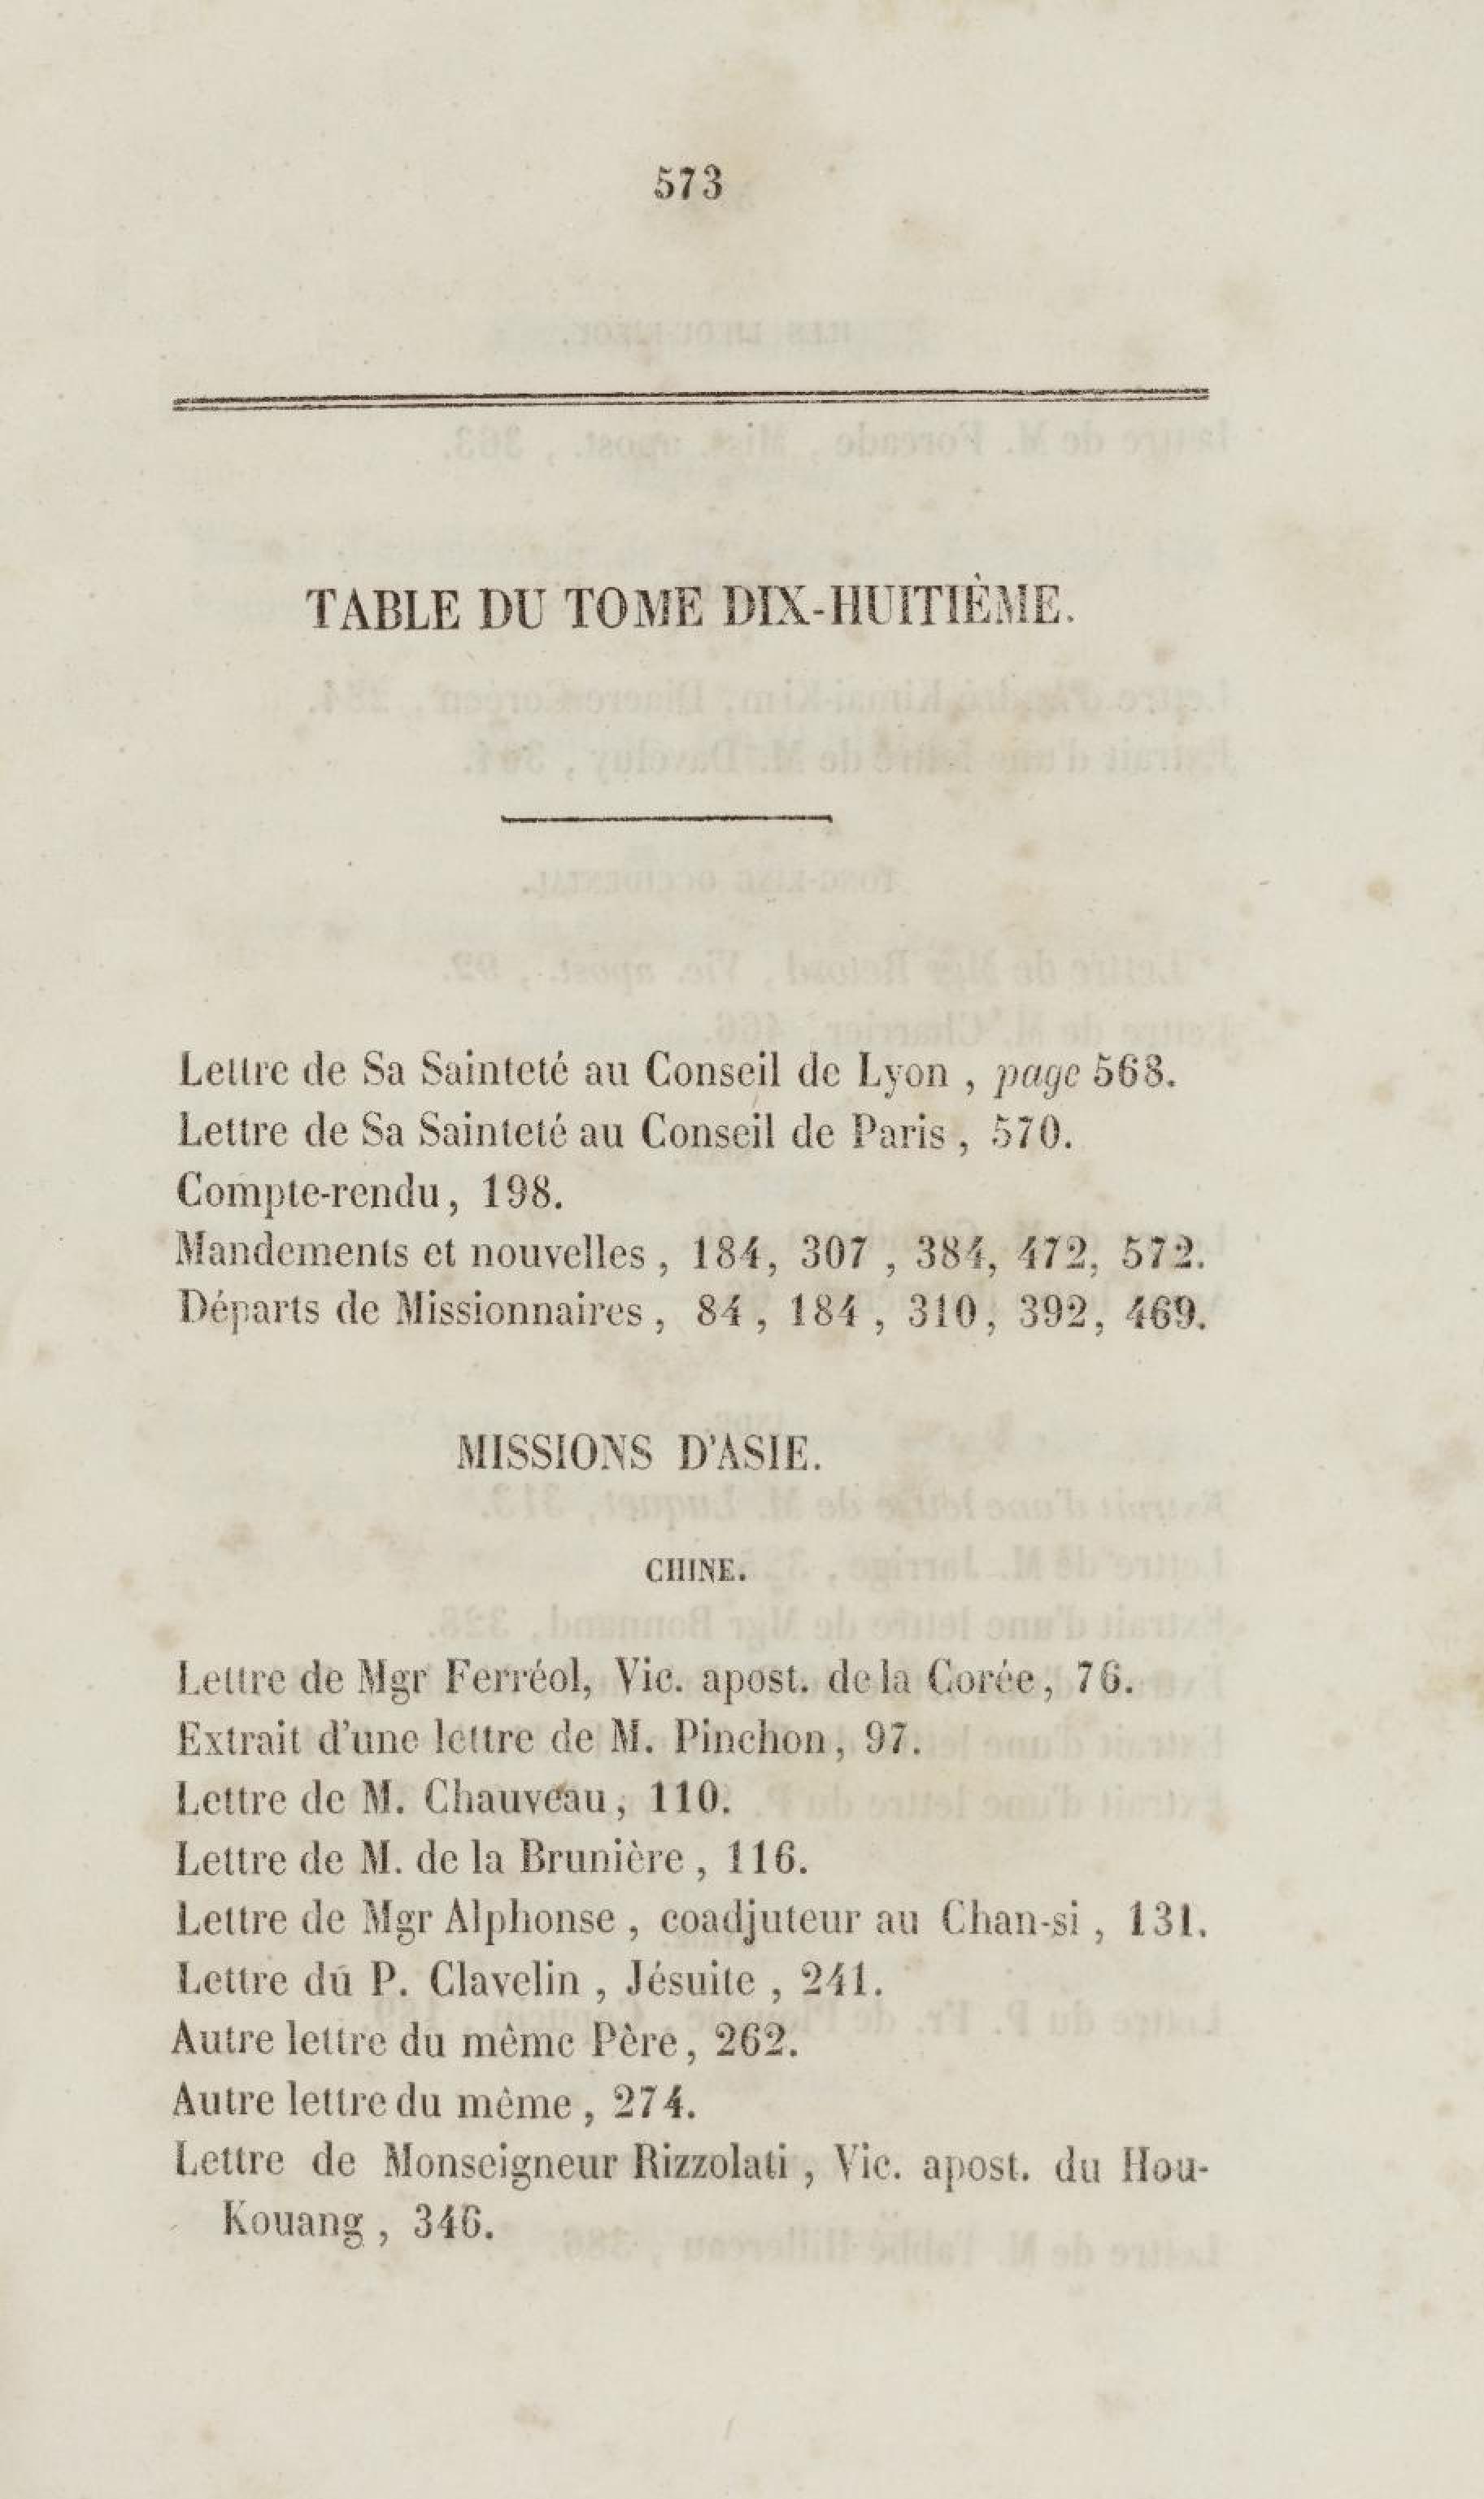 573
TABLE DU TOME DIX-HUITIÈME.
Lettre de Sa Sainteté au Conseil de Lyon , page 568.
Lettre de Sa Sainteté au Conseil de Paris , 570.
Compte-rendu, 198.
Mandements et nouvelles , 184, 307 , 384, 472, 572.
Départs de Missionnaires , 84 , 184 , 310, 392, 469.
MISSIONS D'ASIE.
CHINE.
Lettre de Mgr Ferréol, Vic. apost. de la Corée, 76.
Extrait d'une lettre de M. Pinchon, 97.
Lettre de M. Chauveau, 110.
Lettre de M. de la Brunière , 116.
Lettre de Mgr Alphonse , coadjuteur au Chan-si , 131.
Lettre du P. Clavelin , Jésuite , 241.
Autre lettre du même Père, 262.
Autre lettre du même , 274.
Lettre de Monseigneur Rizzolati , Vic. apost. du Hou-
Kouang , 346.